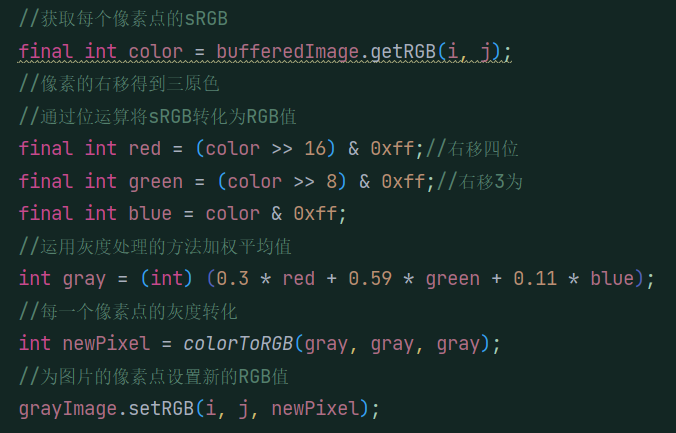 //获取每个像素点的sRGB
final int color = bufferedImage.getRGB(i, j);
//像素的右移得到三原色
//通过位运算将sRGB转化为RGB值
final int red = (color >> 16) & 0xff;//右移四位
final int green = (color >> 8) & 0xff;//右移3为
final int blue = color & 0xff;
//运用灰度处理的方法加权平均值
int gray = (int) (0.3 * red + 0.59 * green + 0.11 * blue);
//每一个像素点的灰度转化
int newPixel = colorToRGB(gray, gray, gray);
//为图片的像素点设置新的RGB值
grayImage.setRGB(i, j, newPixel);